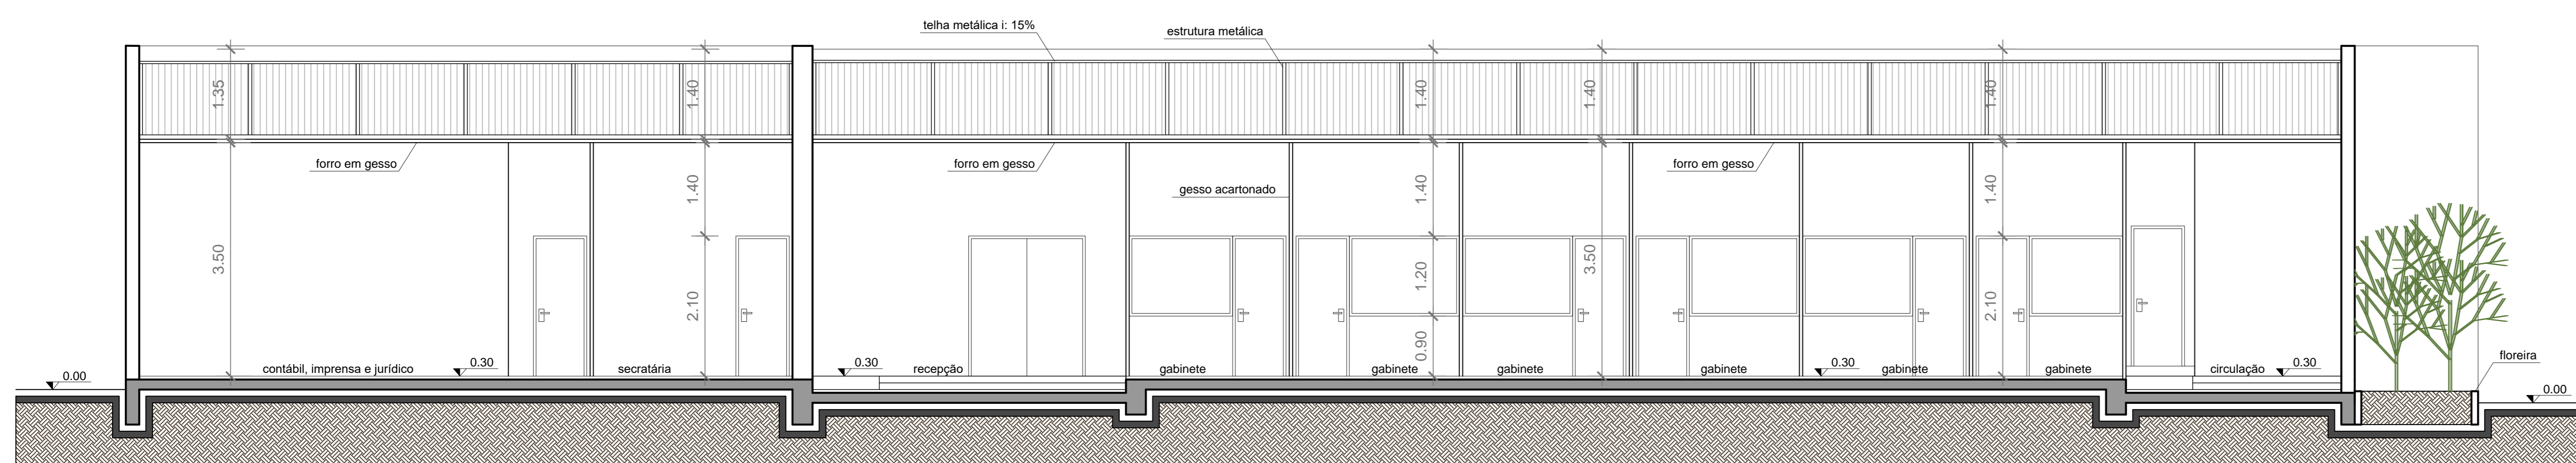 telha metálica i: 15%
estrutura metálica
1.35
1.40
1.40
1.40
1.40
forro em gesso
forro em gesso
forro em gesso
gesso acartonado
1.40
1.40
1.40
3.50
3.50
1.20
2.10
2.10
0.90
0.00
contábil, imprensa e jurídico
0.30
secratária
0.30
recepção
gabinete
gabinete
gabinete
gabinete
0.30
gabinete
gabinete
circulação
0.30
floreira
0.00